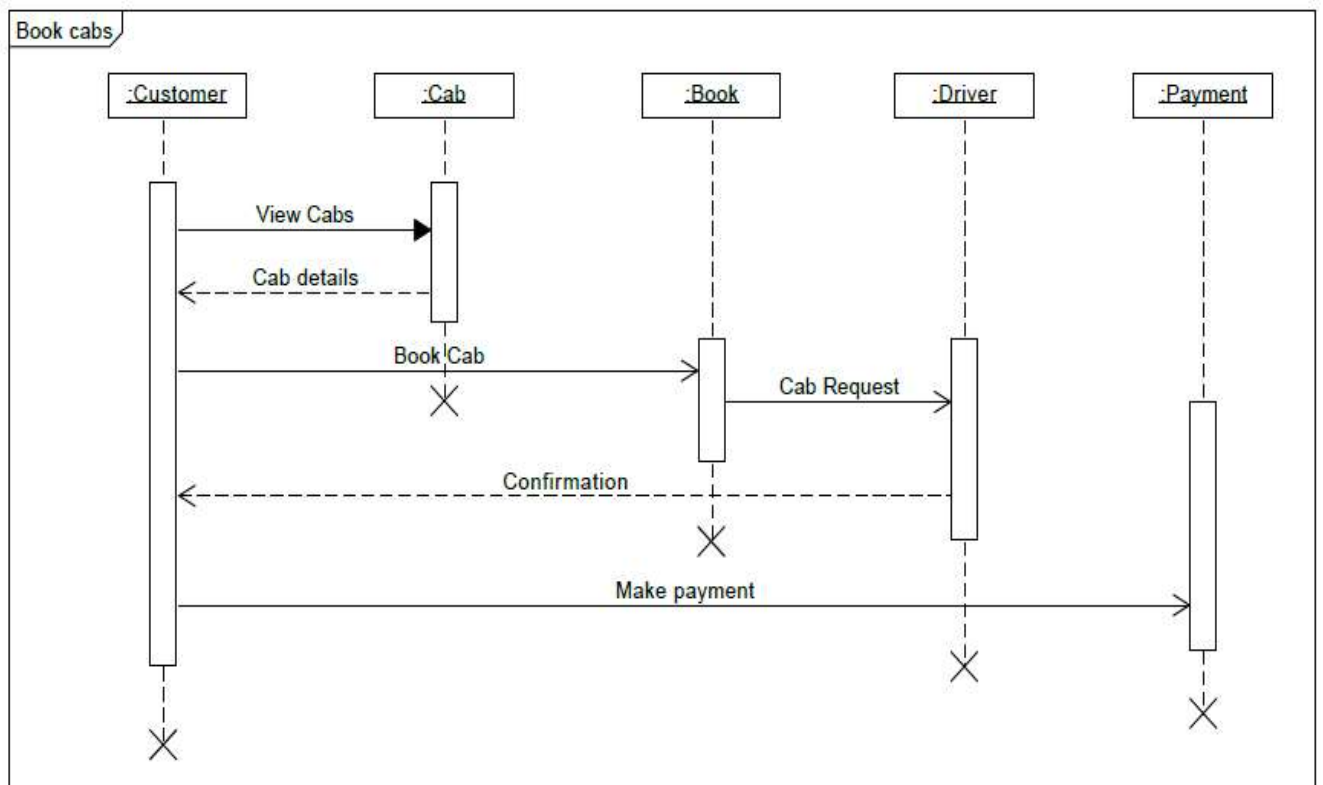 Book cabs
:Customer
:Cab
:Book
:Driver
:Payment
View Cabs
Cab details
Book Cab
Cab Request
Confirmation
Make payment